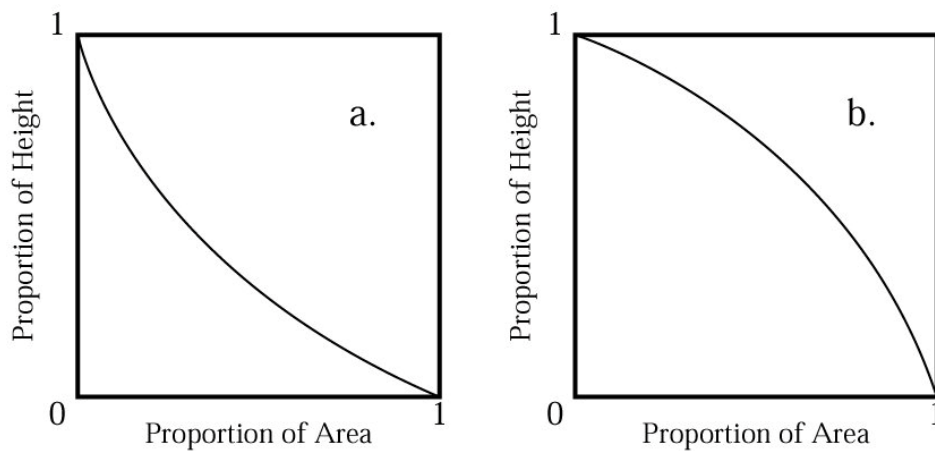 1
a.
Proportion of Height
0
1
Proportion of Area
1
b.
Proportion of Height
0
1
Proportion of Area